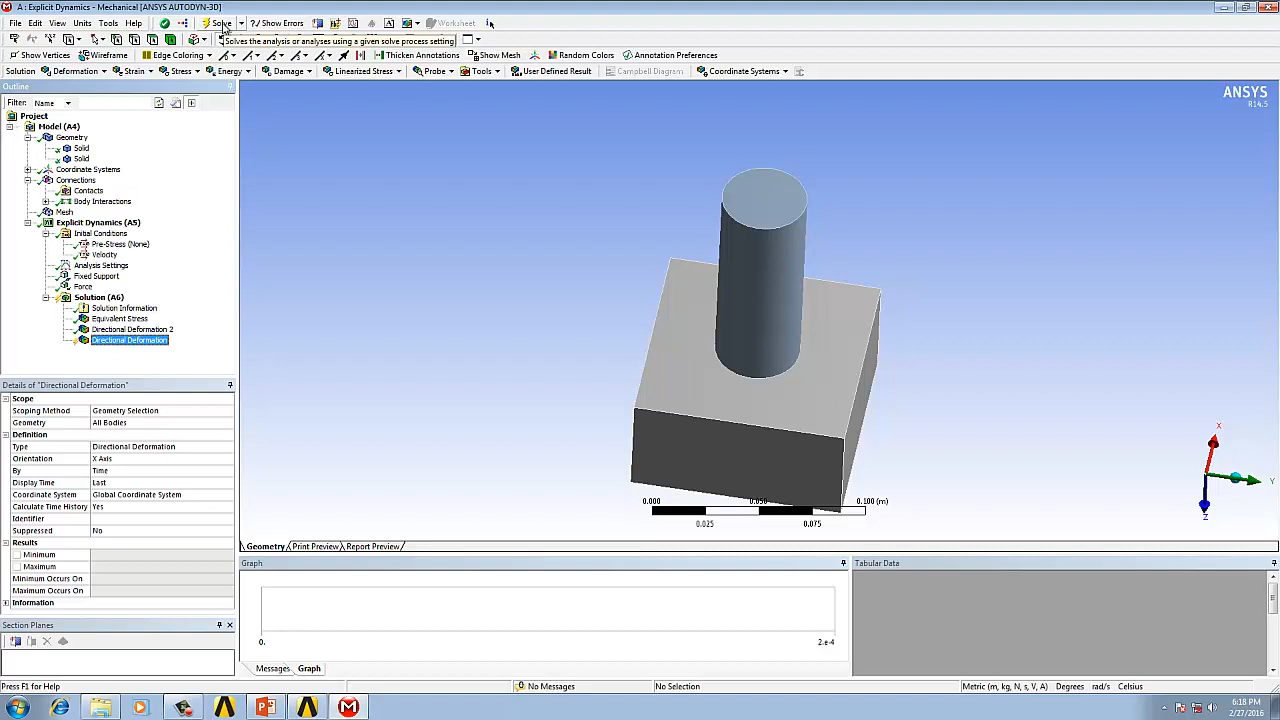 A : Explicit Dynamics - Mechanical [ANSYS AUTODYN-3D]
File Edit View Units Tools Help Solve Show Errors Worksheet
Solves the analysis or analyses using a given solve process setting
Show Vertices Wireframe Edge Coloring Thicken Annotations Show Mesh Random Colors Annotation Preferences
Solution Deformation Strain Stress Energy Damage Linearized Stress Probe Tools User Defined Result Campbell Diagram Coordinate Systems
Outline
Filter: Name
Project
Model (A4)
Geometry
Solid
Solid
Coordinate Systems
Connections
Contacts
Body Interactions
Mesh
Explicit Dynamics (A5)
Initial Conditions
Pre-Stress (None)
Velocity
Analysis Settings
Fixed Support
Force
Solution (A6)
Solution Information
Equivalent Stress
Directional Deformation 2
Directional Deformation
Details of "Directional Deformation"
Scope
Scoping Method Geometry Selection
Geometry All Bodies
Definition
Type Directional Deformation
Orientation X Axis
By Time
Display Time Last
Coordinate System Global Coordinate System
Calculate Time History Yes
Identifier
Suppressed No
Results
Minimum
Maximum
Minimum Occurs On
Maximum Occurs On
Information
Section Planes
ANSYS
R14.5
X
Y
Z
0.000 0.050 0.100 (m)
0.025 0.075
Geometry Print Preview Report Preview
Graph
0. 2.e-4
Messages Graph
Tabular Data
Press F1 for Help No Messages No Selection Metric (m, kg, N, s, V, A) Degrees rad/s Celsius
6:18 PM
2/27/2016